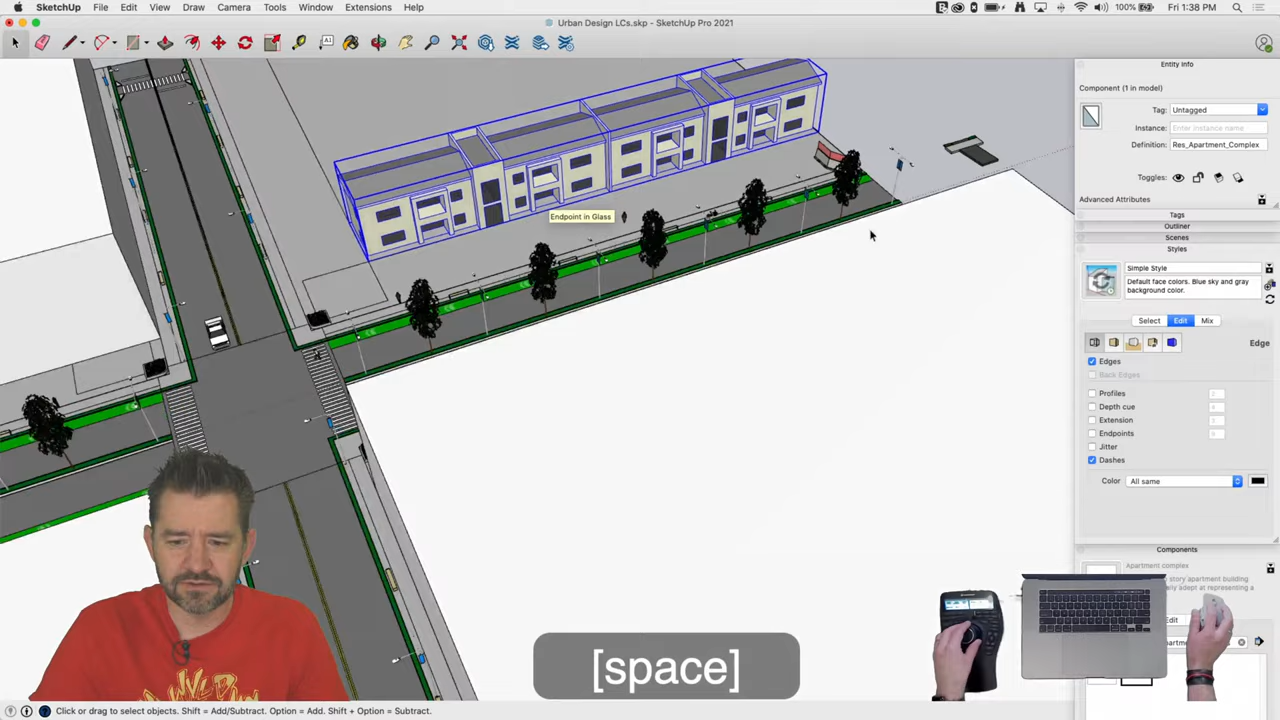 SketchUp File Edit View Draw Camera Tools Window Extensions Help
100% Fri 1:38 PM
Urban Design LCs.skp - SketchUp Pro 2021
Entity Info
Component (1 in model)
Tag: Untagged
Instance: Enter instance name
Definition: Res_Apartment_Complex
Toggles:
Advanced Attributes
Tags
Outliner
Scenes
Styles
Simple Style
Default face colors. Blue sky and gray
background color.
Select Edit Mix
Edge
Edges
Back Edges
Profiles
Depth cue
Extension
Endpoints
Jitter
Dashes
Color All same
Components
Apartment comples
story apartment building
Endpoint in Glass
[space]
Click or drag to select objects. Shift = Add/Subtract. Option = Add. Shift + Option = Subtract.